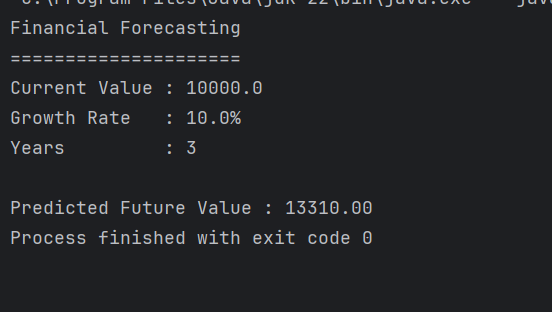 Financial Forecasting
======================
Current Value : 10000.0
Growth Rate   : 10.0%
Years         : 3

Predicted Future Value : 13310.00
Process finished with exit code 0